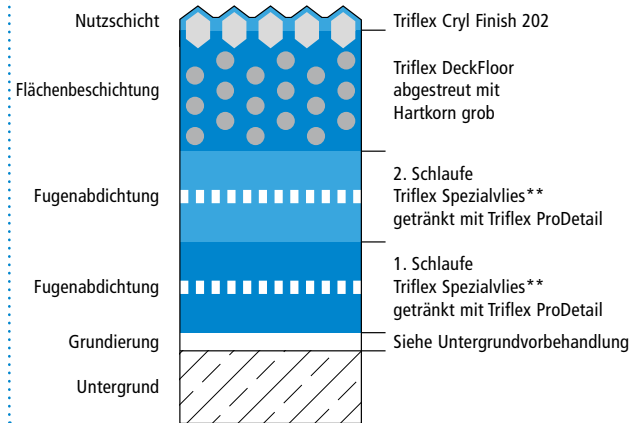 Nutzschicht
Triflex Cryl Finish 202
Flächenbeschichtung
Triflex DeckFloor
abgestreut mit
Hartkorn grob
Fugenabdichtung
2. Schlaufe
Triflex Spezialvlies**
getränkt mit Triflex ProDetail
Fugenabdichtung
1. Schlaufe
Triflex Spezialvlies**
getränkt mit Triflex ProDetail
Grundierung
Siehe Untergrundvorbehandlung
Untergrund